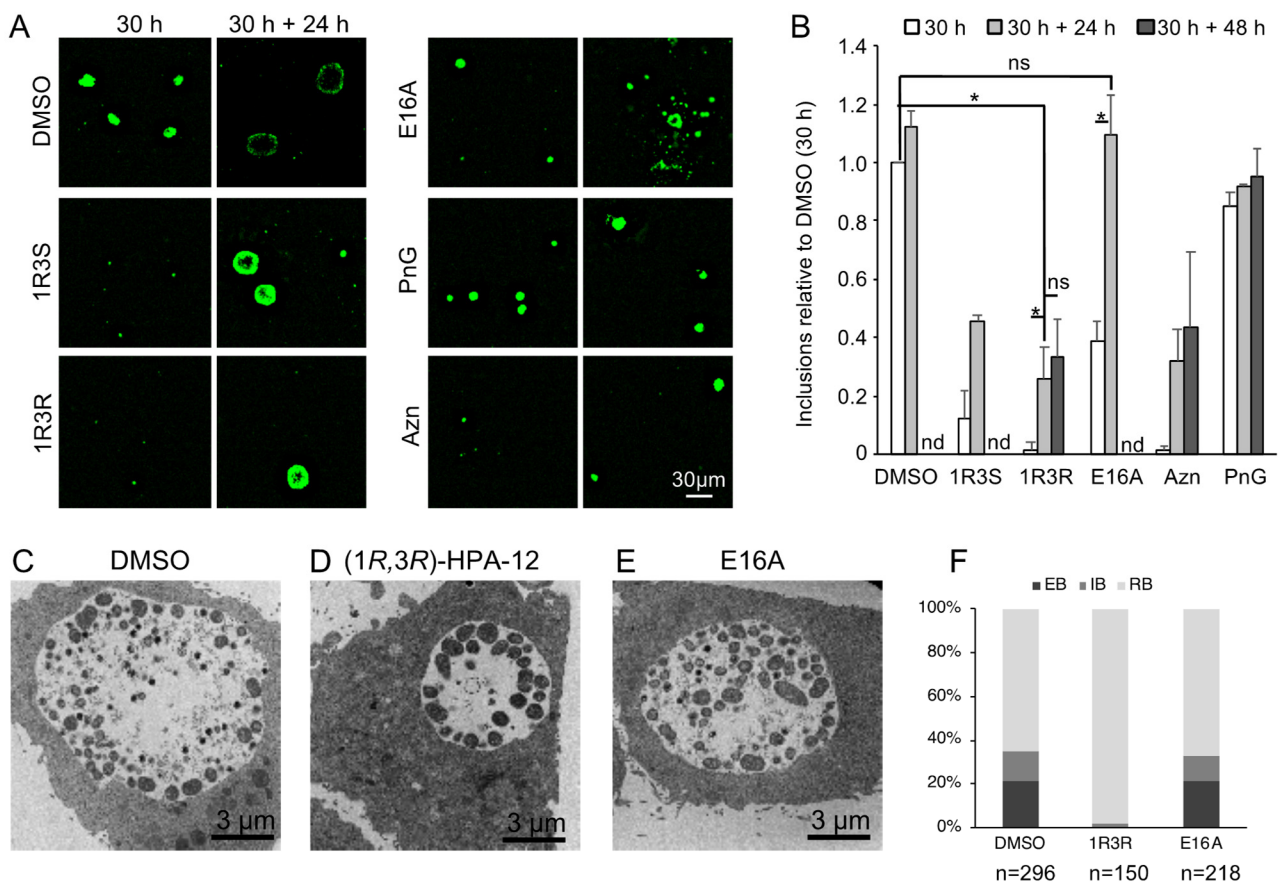 A
30 h
30 h + 24 h
DMSO
1R3S
1R3R
E16A
PnG
Azn
30µm
B
30 h
30 h + 24 h
30 h + 48 h
Inclusions relative to DMSO (30 h)
1.4
1.2
1.0
0.8
0.6
0.4
0.2
0
ns
*
*
ns
*
nd
nd
nd
DMSO
1R3S
1R3R
E16A
Azn
PnG
C
DMSO
3 µm
D
(1R,3R)-HPA-12
3 µm
E
E16A
3 µm
F
EB
IB
RB
100%
80%
60%
40%
20%
0%
DMSO
1R3R
E16A
n=296
n=150
n=218